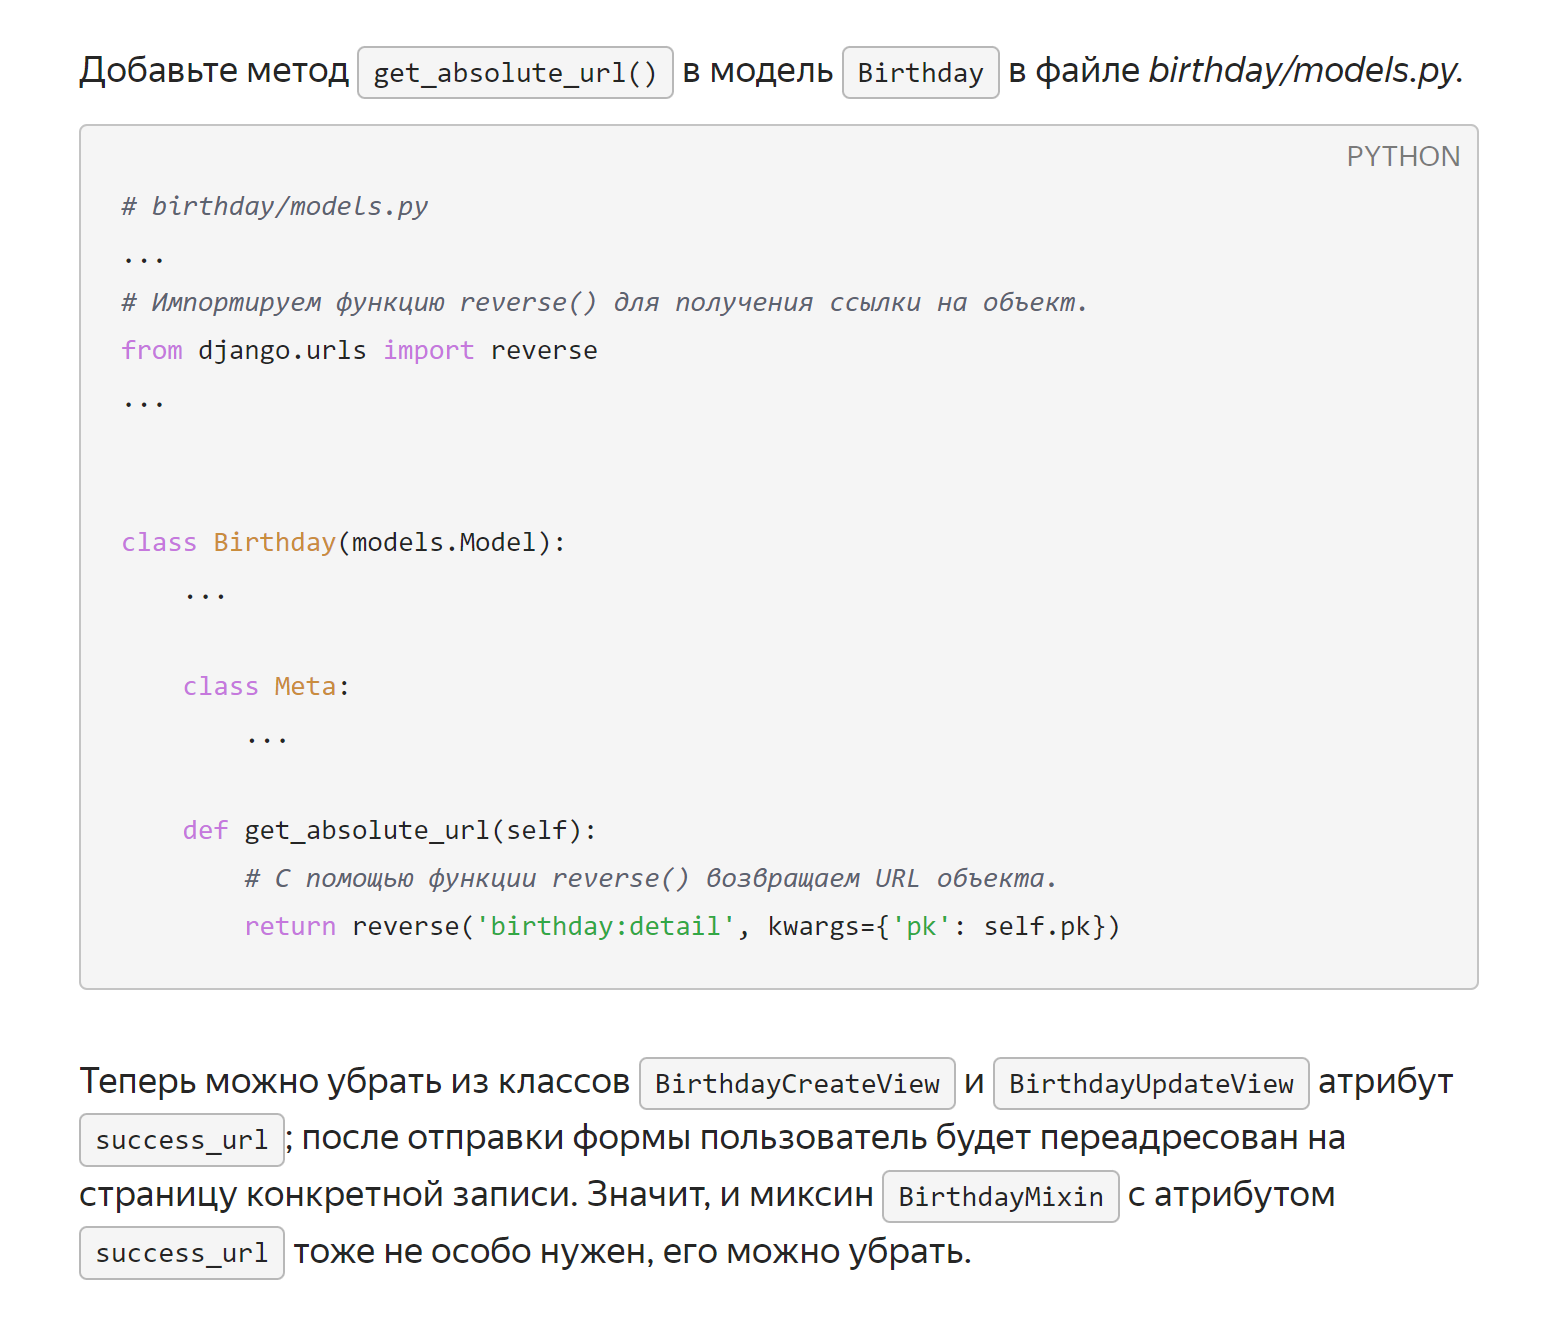 Добавьте метод get_absolute_url() в модель Birthday в файле birthday/models.py.
PYTHON
# birthday/models.py
...
# Импортируем функцию reverse() для получения ссылки на объект.
from django.urls import reverse
...
class Birthday(models.Model):
    ...
    class Meta:
        ...
    def get_absolute_url(self):
        # С помощью функции reverse() возвращаем URL объекта.
        return reverse('birthday:detail', kwargs={'pk': self.pk})
Теперь можно убрать из классов BirthdayCreateView и BirthdayUpdateView атрибут
success_url; после отправки формы пользователь будет переадресован на
страницу конкретной записи. Значит, и миксин BirthdayMixin с атрибутом
success_url тоже не особо нужен, его можно убрать.